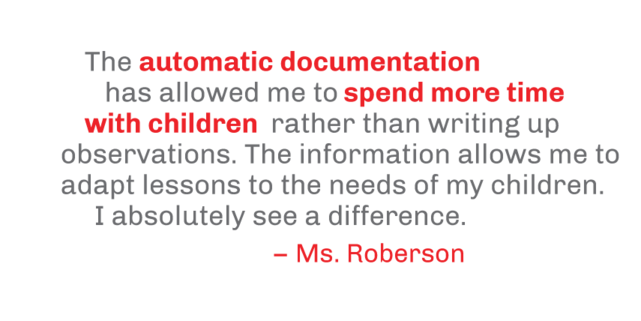 The automatic documentation
has allowed me to spend more time
with children rather than writing up
observations. The information allows me to
adapt lessons to the needs of my children.
I absolutely see a difference.
– Ms. Roberson